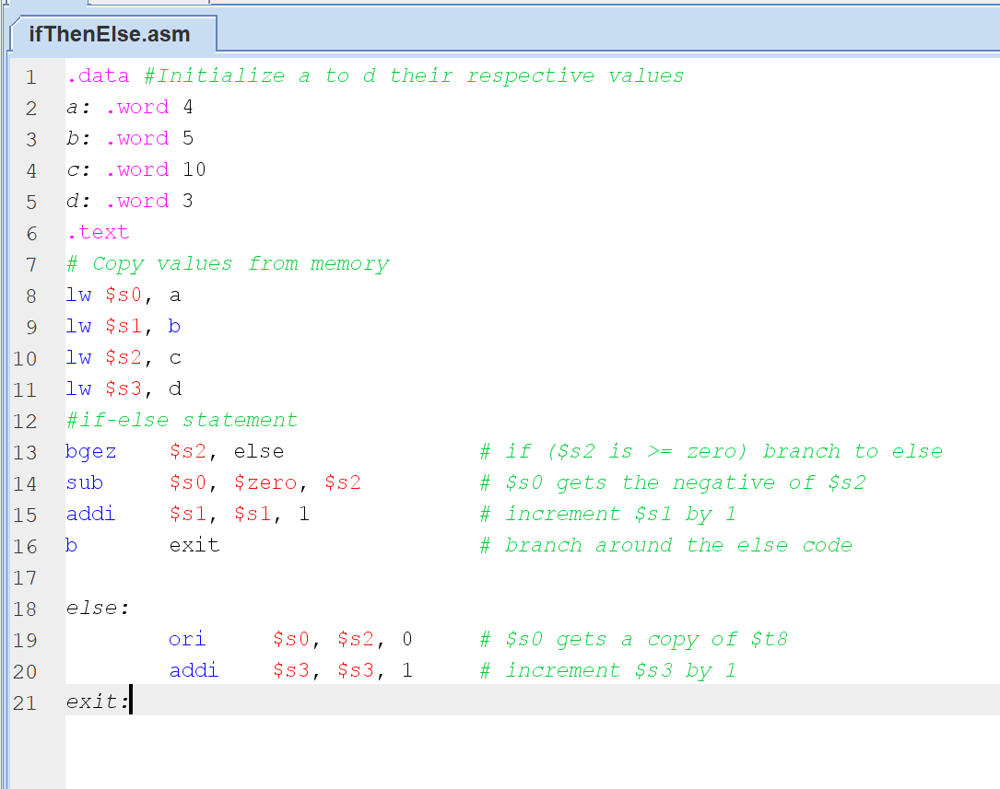 ifThenElse.asm
1 .data #Initialize a to d their respective values
2 a: .word 4
3 b: .word 5
4 c: .word 10
5 d: .word 3
6 .text
7 # Copy values from memory
8 lw $s0, a
9 lw $s1, b
10 lw $s2, c
11 lw $s3, d
12 #if-else statement
13 bgez $s2, else # if ($s2 is >= zero) branch to else
14 sub $s0, $zero, $s2 # $s0 gets the negative of $s2
15 addi $s1, $s1, 1 # increment $s1 by 1
16 b exit # branch around the else code
17
18 else:
19 ori $s0, $s2, 0 # $s0 gets a copy of $t8
20 addi $s3, $s3, 1 # increment $s3 by 1
21 exit: